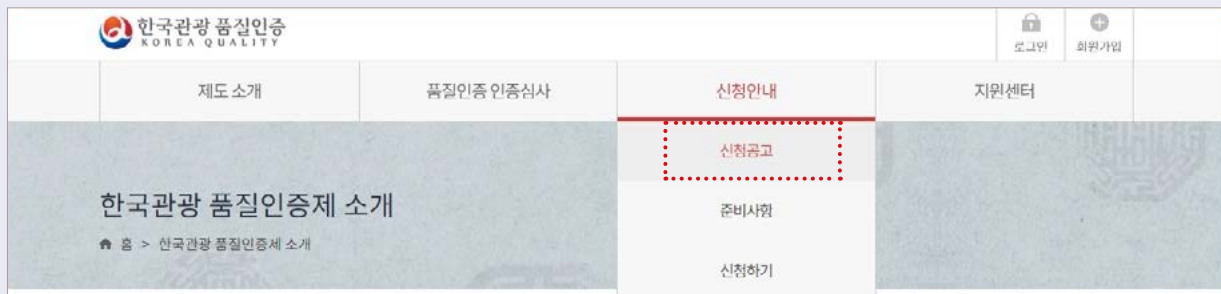 한국관광 품질인증
KOREA QUALITY
로그인 회원가입
제도 소개 품질인증 인증심사 신청안내 지원센터
신청공고
준비사항
신청하기
한국관광 품질인증제 소개
홈 > 한국관광 품질인증제 소개